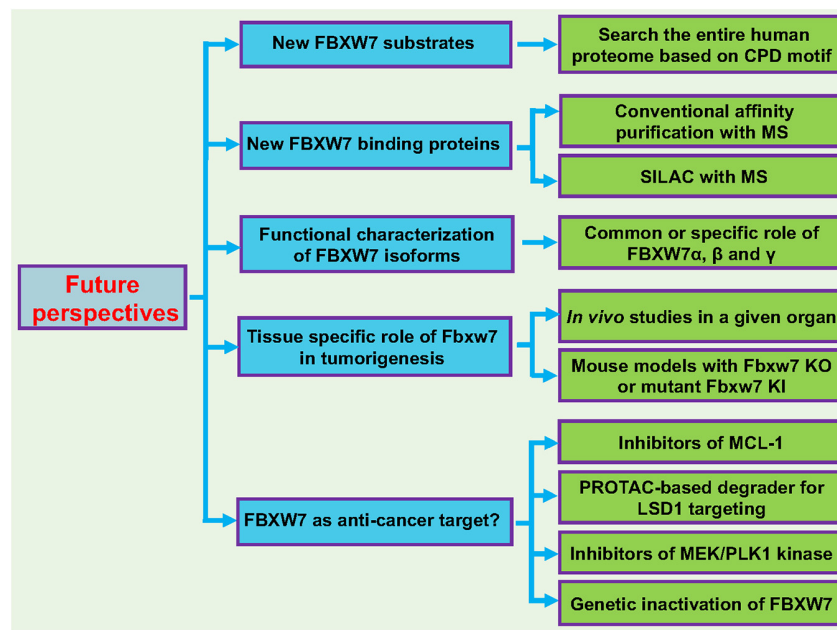 Future
perspectives
New FBXW7 substrates
Search the entire human
proteome based on CPD motif
New FBXW7 binding proteins
Conventional affinity
purification with MS
SILAC with MS
Functional characterization
of FBXW7 isoforms
Common or specific role of
FBXW7α, β and γ
Tissue specific role of Fbxw7
in tumorigenesis
In vivo studies in a given organ
Mouse models with Fbxw7 KO
or mutant Fbxw7 KI
FBXW7 as anti-cancer target?
Inhibitors of MCL-1
PROTAC-based degrader for
LSD1 targeting
Inhibitors of MEK/PLK1 kinase
Genetic inactivation of FBXW7